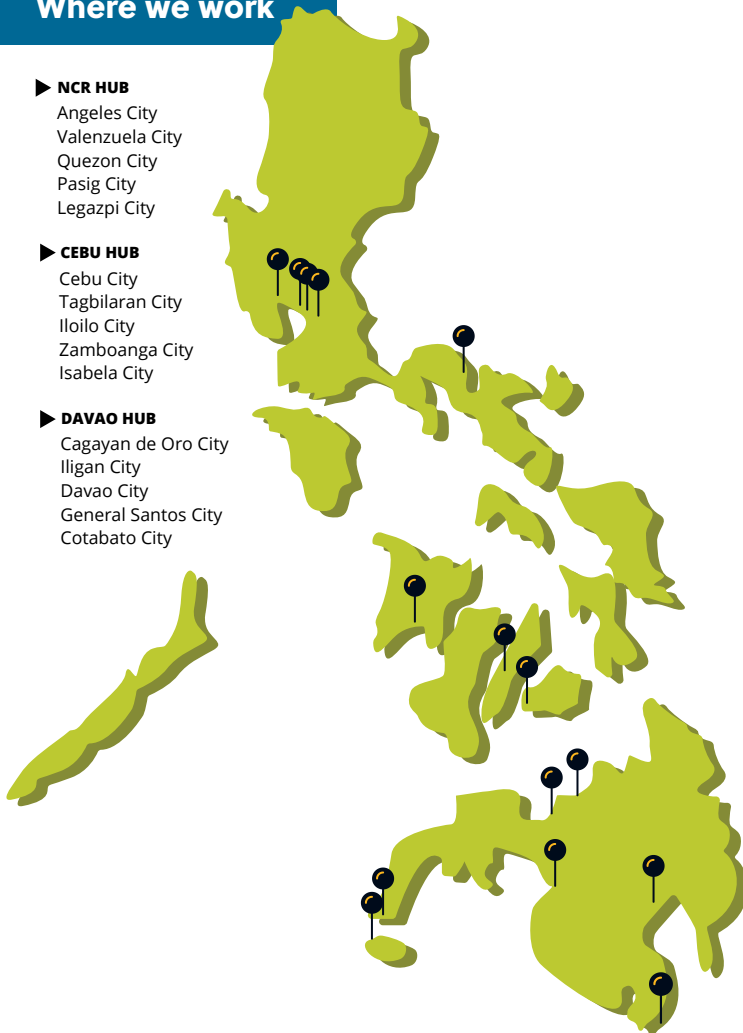 Where we work
NCR HUB
Angeles City
Valenzuela City
Quezon City
Pasig City
Legazpi City
CEBU HUB
Cebu City
Tagbilaran City
Iloilo City
Zamboanga City
Isabela City
DAVAO HUB
Cagayan de Oro City
Iligan City
Davao City
General Santos City
Cotabato City